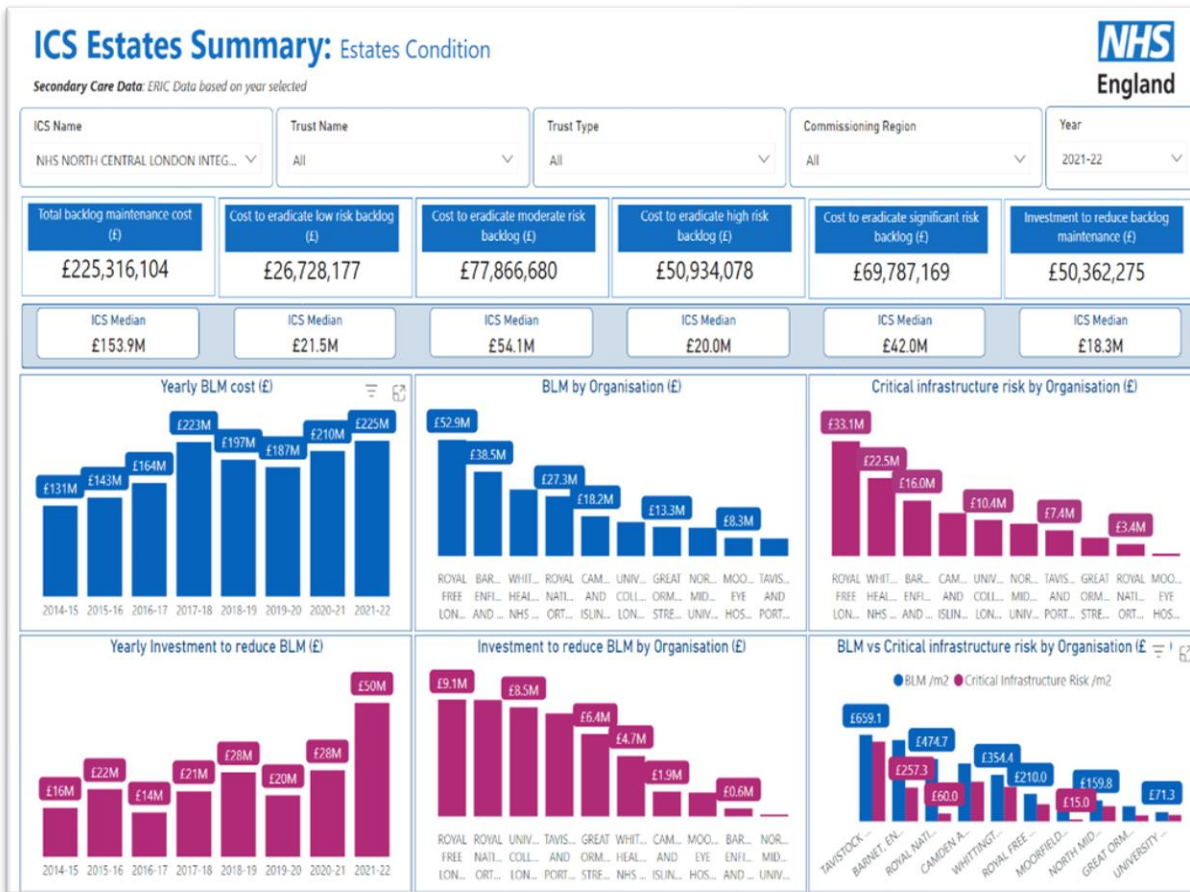 ICS Estates Summary: Estates Condition
NHS
England
Secondary Care Data: ERIC Data based on year selected
ICS Name
NHS NORTH CENTRAL LONDON INTEG...
Trust Name
All
Trust Type
All
Commissioning Region
All
Year
2021-22
Total backlog maintenance cost
(£)
£225,316,104
Cost to eradicate low risk backlog
(£)
£26,728,177
Cost to eradicate moderate risk
backlog (£)
£77,866,680
Cost to eradicate high risk
backlog (£)
£50,934,078
Cost to eradicate significant risk
backlog (£)
£69,787,169
Investment to reduce backlog
maintenance (£)
£50,362,275
ICS Median
£153.9M
ICS Median
£21.5M
ICS Median
£54.1M
ICS Median
£20.0M
ICS Median
£42.0M
ICS Median
£18.3M
Yearly BLM cost (£)
£131M £143M £164M £223M £197M £187M £210M £225M
2014-15 2015-16 2016-17 2017-18 2018-19 2019-20 2020-21 2021-22
BLM by Organisation (£)
£52.9M £38.5M £27.3M £18.2M £13.3M £8.3M
ROYAL BAR... WHIT... ROYAL CAM... UNIV... GREAT NOR... MOO... TAVIS...
FREE ENFI... HEAL... NATI... AND COLL... ORM... MID... EYE AND
LON... AND ... NHS ... ORT... ISLIN... LON... STRE... UNIV... HOS... PORT...
Critical infrastructure risk by Organisation (£)
£33.1M £22.5M £16.0M £10.4M £7.4M £3.4M
ROYAL WHIT... BAR... CAM... UNIV... NOR... TAVIS... GREAT ROYAL MOO...
FREE HEAL... ENFI... AND COLL... MID... AND ORM... NATI... EYE
LON... NHS ... AND ... ISLIN... LON... UNIV... PORT... STRE... ORT... HOS...
Yearly Investment to reduce BLM (£)
£16M £22M £14M £21M £28M £20M £28M £50M
2014-15 2015-16 2016-17 2017-18 2018-19 2019-20 2020-21 2021-22
Investment to reduce BLM by Organisation (£)
£9.1M £8.5M £6.4M £4.7M £1.9M £0.6M
ROYAL ROYAL UNIV... TAVIS... GREAT WHIT... CAM... MOO... BAR... NOR...
FREE NATI... COLL... AND ORM... HEAL... AND EYE ENFI... MID...
LON... ORT... LON... PORT... STRE... NHS ... ISLIN... HOS... AND ... UNIV...
BLM vs Critical infrastructure risk by Organisation (£
BLM /m2 Critical Infrastructure Risk /m2
£659.1 £257.3 £474.7 £60.0 £354.4 £210.0 £15.0 £159.8 £71.3
TAVISTOCK ... BARNET, EN... ROYAL NATI... CAMDEN A... WHITTINGT... ROYAL FREE ... MOORFIELD... NORTH MID... GREAT ORM... UNIVERSITY ...